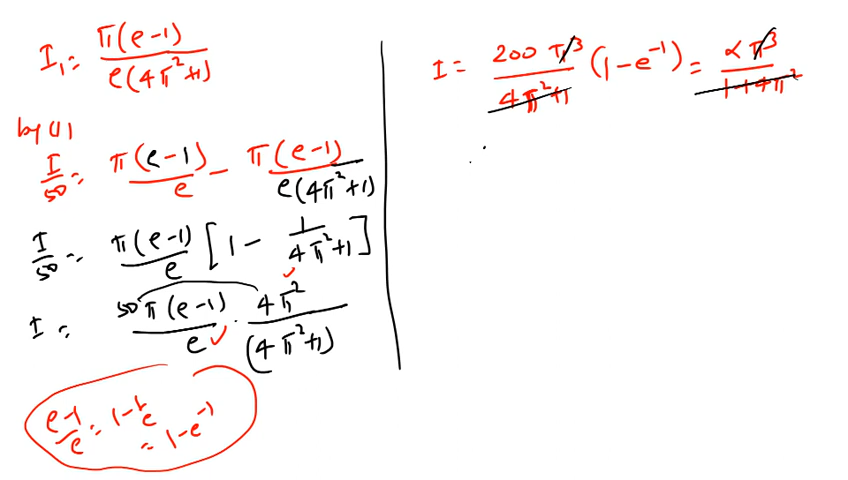 I₁ = π(e-1) / e(4π²+1)
by (1)
I/50 = π(e-1)/e - π(e-1) / e(4π²+1)
I/50 = π(e-1)/e [1 - 1/(4π²+1)]
I = 50π(e-1)/e · 4π²/(4π²+1)
e-1/e = 1-1/e
= 1-e⁻¹
I = 200π³/(4π²+1) (1-e⁻¹) = απ³/(1+4π²)
∴